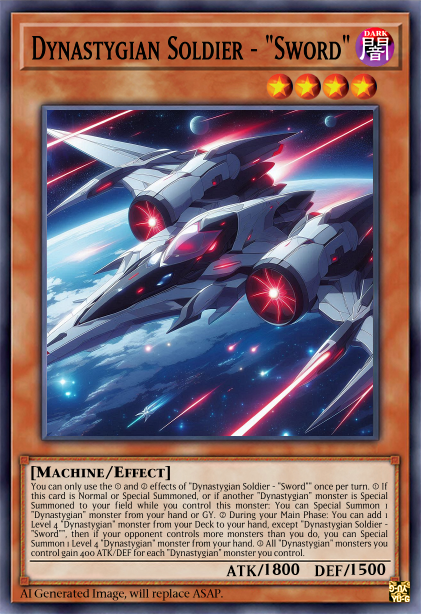 DYNASTYGIAN SOLDIER - "SWORD"
DARK
闇
[MACHINE/EFFECT]
You can only use the ① and ② effects of "Dynastygian Soldier - "Sword"" once per turn. ① If
this card is Normal or Special Summoned, or if another "Dynastygian" monster is Special
Summoned to your field while you control this monster: You can Special Summon 1
"Dynastygian" monster from your hand or GY. ② During your Main Phase: You can add 1
Level 4 "Dynastygian" monster from your Deck to your hand, except "Dynastygian Soldier -
"Sword"", then if your opponent controls more monsters than you do, you can Special
Summon 1 Level 4 "Dynastygian" monster from your hand. ③ All "Dynastygian" monsters you
control gain 400 ATK/DEF for each "Dynastygian" monster you control.
ATK/1800 DEF/1500
AI Generated Image, will replace ASAP.